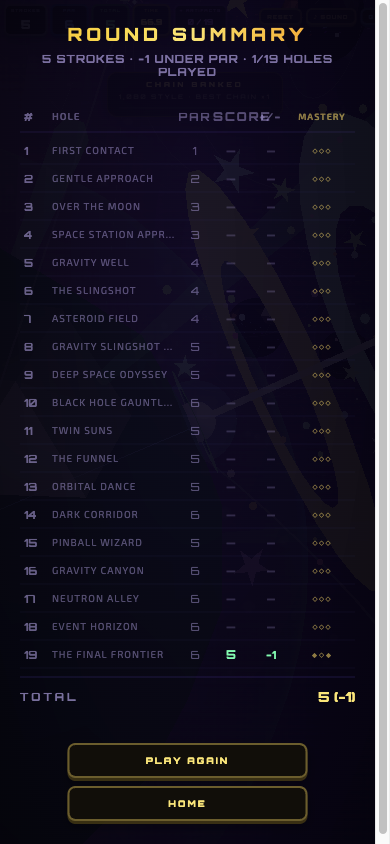 ROUND SUMMARY
5 STROKES · -1 UNDER PAR · 1/19 HOLES
PLAYED
# HOLE PAR SCORE +/- MASTERY
1 FIRST CONTACT 1 — —
2 GENTLE APPROACH 2 — —
3 OVER THE MOON 3 — —
4 SPACE STATION APPR... 3 — —
5 GRAVITY WELL 4 — —
6 THE SLINGSHOT 4 — —
7 ASTEROID FIELD 4 — —
8 GRAVITY SLINGSHOT ... 5 — —
9 DEEP SPACE ODYSSEY 5 — —
10 BLACK HOLE GAUNTL... 6 — —
11 TWIN SUNS 5 — —
12 THE FUNNEL 5 — —
13 ORBITAL DANCE 5 — —
14 DARK CORRIDOR 6 — —
15 PINBALL WIZARD 5 — —
16 GRAVITY CANYON 6 — —
17 NEUTRON ALLEY 6 — —
18 EVENT HORIZON 6 — —
19 THE FINAL FRONTIER 6 5 -1
TOTAL 5 (-1)
PLAY AGAIN
HOME